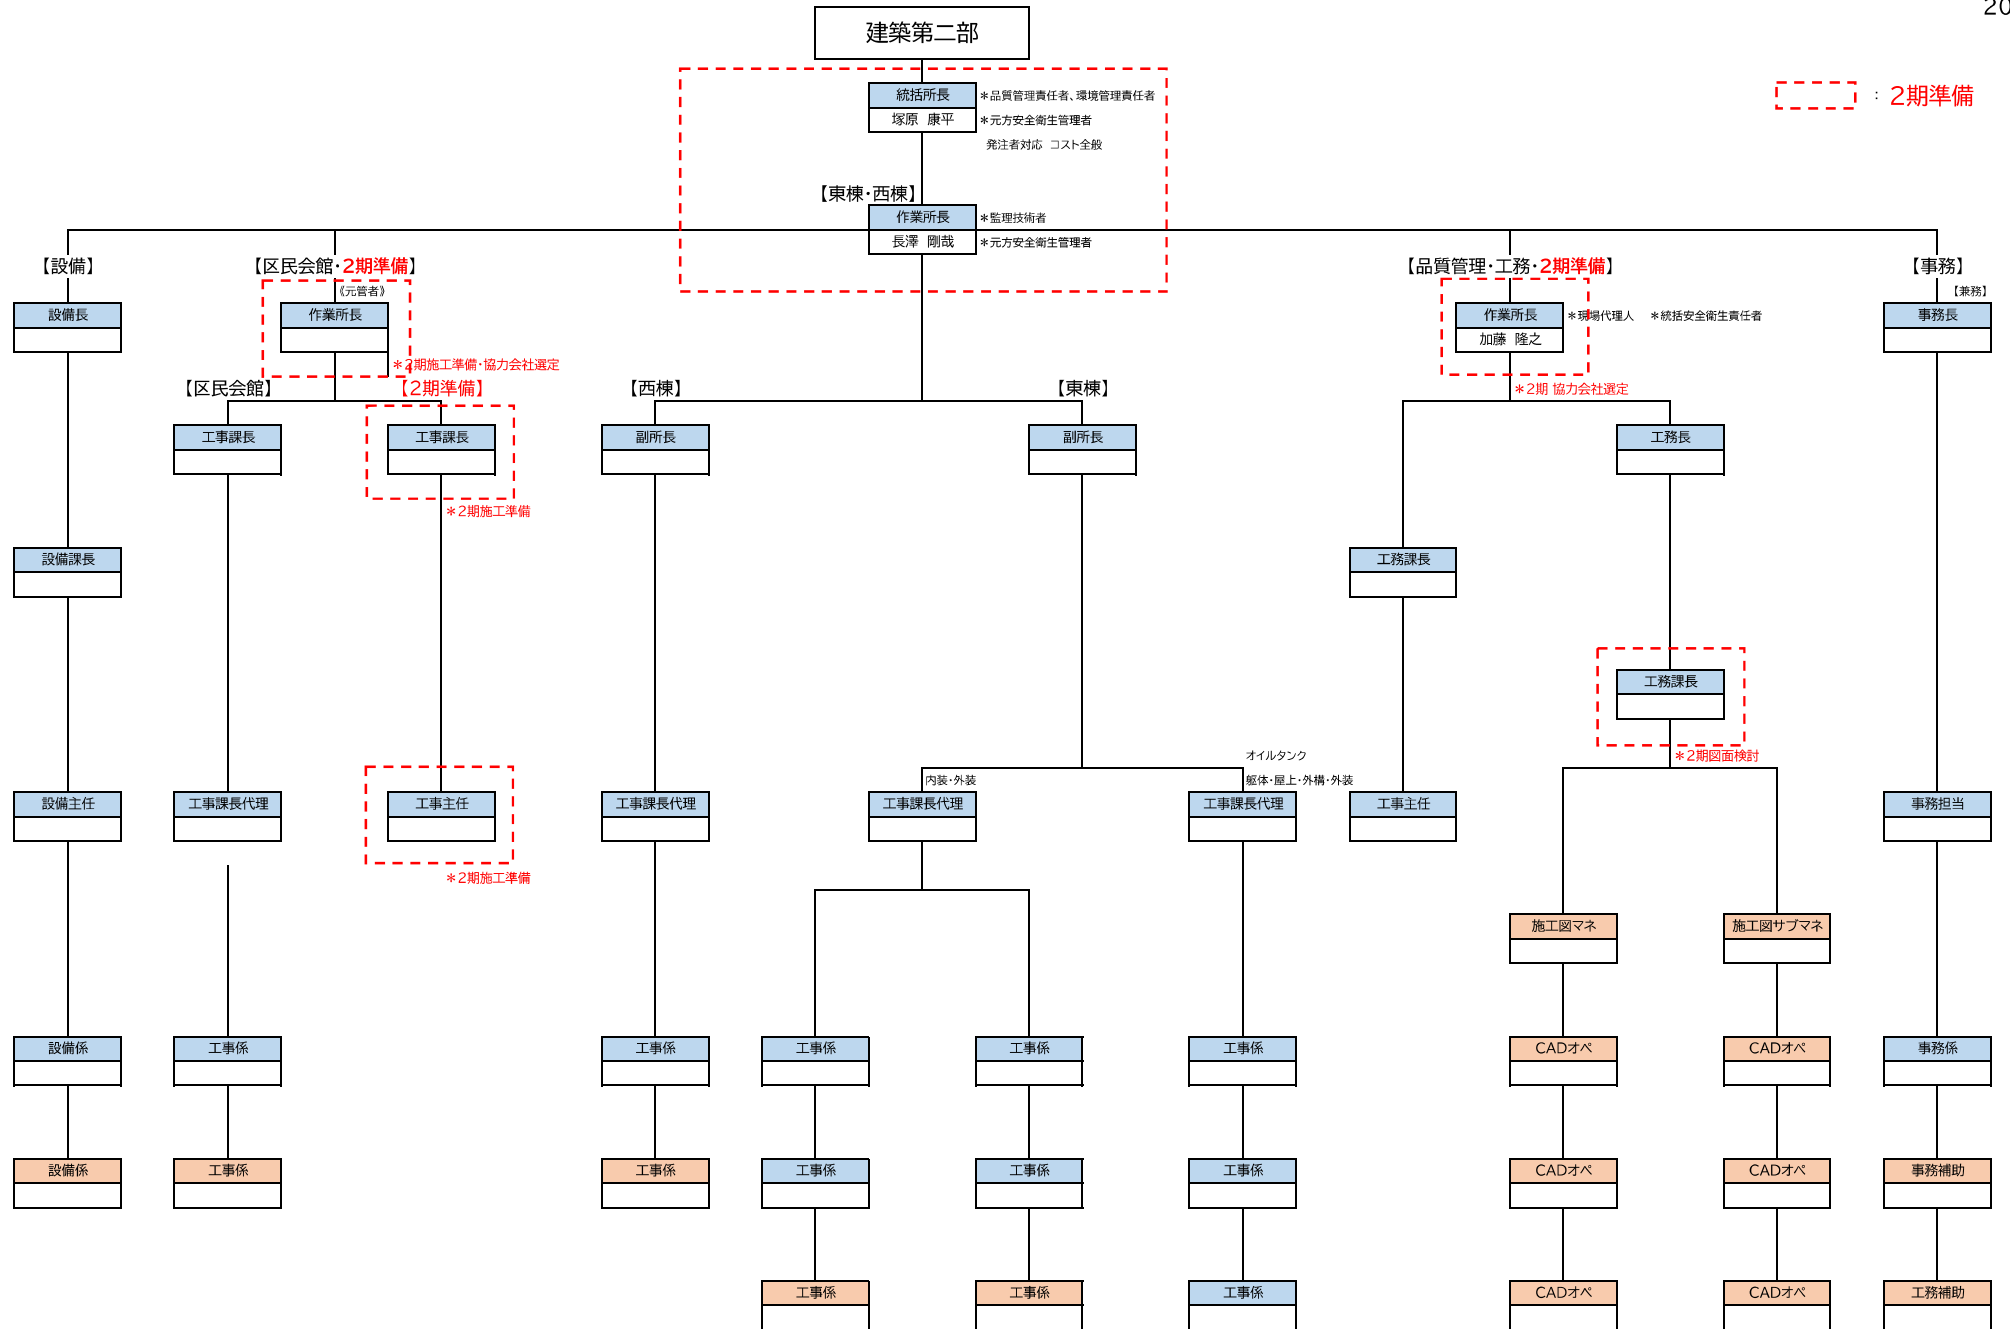 20
建築第二部
：２期準備
統括所長
＊品質管理責任者、環境管理責任者
塚原　康平
＊元方安全衛生管理者
発注者対応　コスト全般
【東棟・西棟】
作業所長
＊監理技術者
長澤　剛哉
＊元方安全衛生管理者
【設備】
【区民会館・２期準備】
【品質管理・工務・２期準備】
【事務】
《元管者》
【兼務】
設備長
作業所長
作業所長
＊現場代理人　＊統括安全衛生責任者
事務長
加藤　隆之
＊２期施工準備・協力会社選定
【区民会館】
【２期準備】
【西棟】
【東棟】
＊２期 協力会社選定
工事課長
工事課長
副所長
副所長
工務長
＊２期施工準備
設備課長
工務課長
工務課長
＊２期図面検討
オイルタンク
内装・外装
躯体・屋上・外構・外装
設備主任
工事課長代理
工事主任
工事課長代理
工事課長代理
工事課長代理
工事主任
事務担当
＊２期施工準備
施工図マネ
施工図サブマネ
設備係
工事係
工事係
工事係
工事係
工事係
CADオペ
CADオペ
事務係
設備係
工事係
工事係
工事係
工事係
工事係
CADオペ
CADオペ
事務補助
工事係
工事係
工事係
CADオペ
CADオペ
工務補助